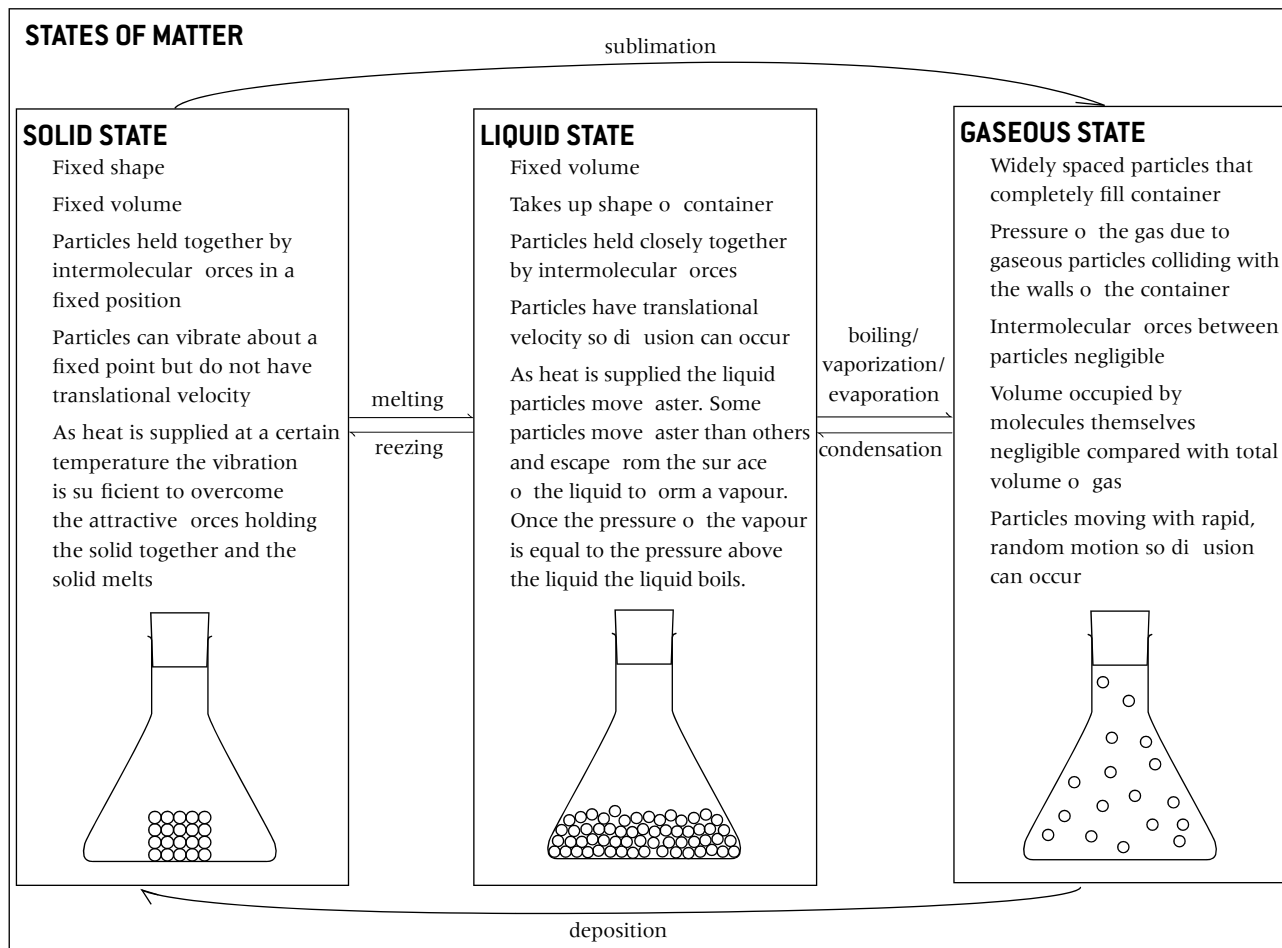 STATES OF MATTER
sublimation
SOLID STATE
Fixed shape
Fixed volume
Particles held together by
intermolecular orces in a
fixed position
Particles can vibrate about a
fixed point but do not have
translational velocity
As heat is supplied at a certain
temperature the vibration
is su ficient to overcome
the attractive orces holding
the solid together and the
solid melts
melting
reezing
LIQUID STATE
Fixed volume
Takes up shape o container
Particles held closely together
by intermolecular orces
Particles have translational
velocity so di usion can occur
As heat is supplied the liquid
particles move aster. Some
particles move aster than others
and escape rom the sur ace
o the liquid to orm a vapour.
Once the pressure o the vapour
is equal to the pressure above
the liquid the liquid boils.
boiling/
vaporization/
evaporation
condensation
GASEOUS STATE
Widely spaced particles that
completely fill container
Pressure o the gas due to
gaseous particles colliding with
the walls o the container
Intermolecular orces between
particles negligible
Volume occupied by
molecules themselves
negligible compared with total
volume o gas
Particles moving with rapid,
random motion so di usion
can occur
deposition